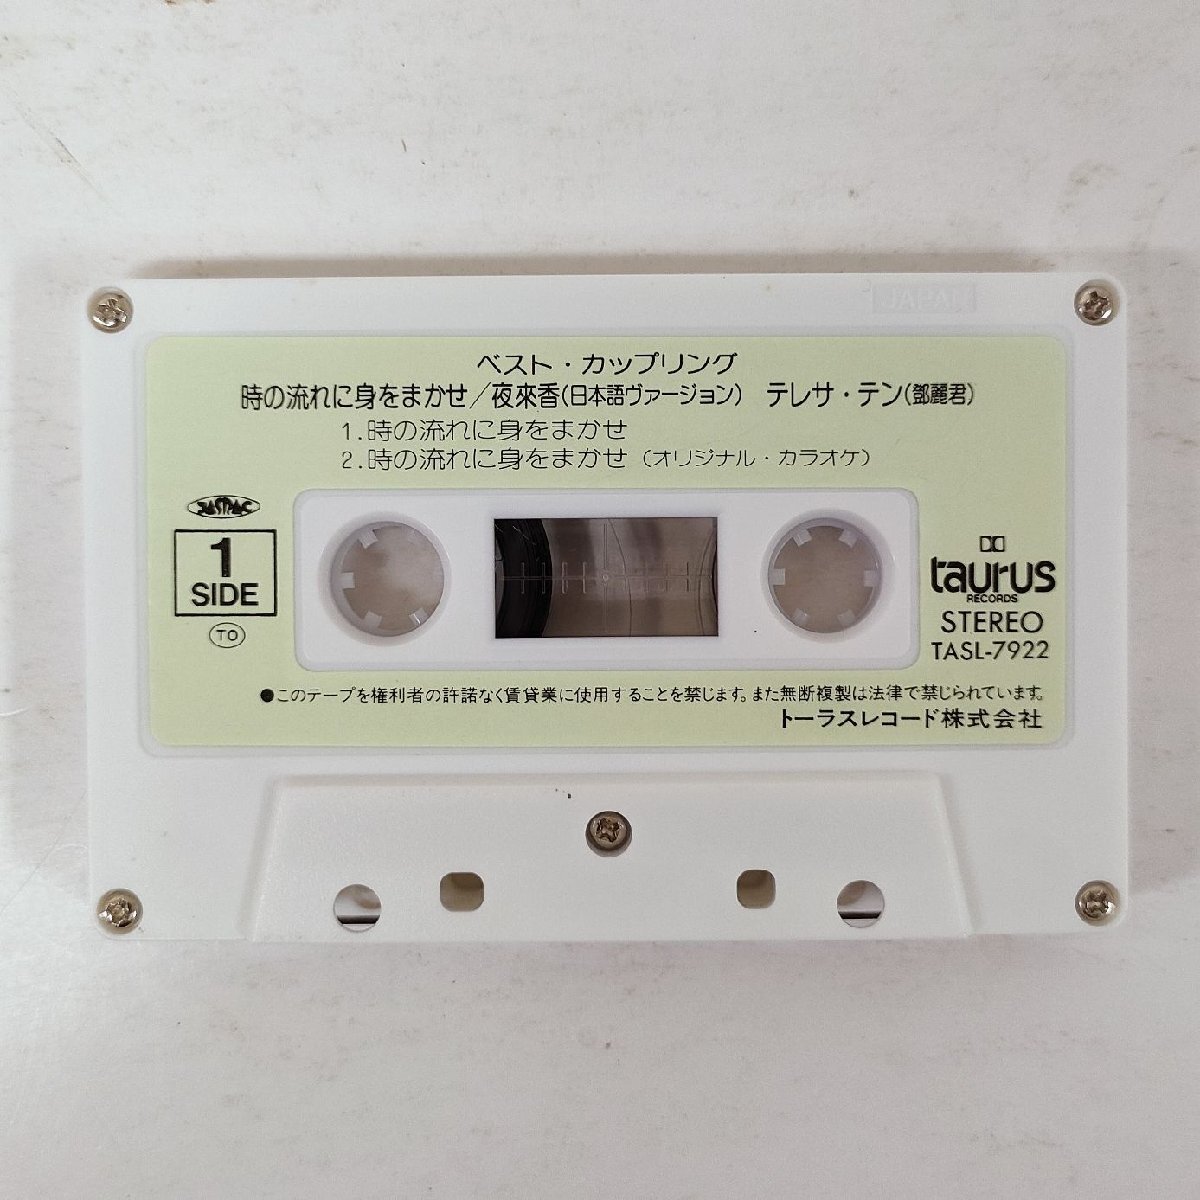 JAPAN
ベスト・カップリング
時の流れに身をまかせ/夜來香(日本語ヴァージョン) テレサ・テン(鄧麗君)
1.時の流れに身をまかせ
2.時の流れに身をまかせ(オリジナル・カラオケ)
JASRAC
1
SIDE
TO
taurus
RECORDS
STEREO
TASL-7922
●このテープを権利者の許諾なく賃貸業に使用することを禁じます。また無断複製は法律で禁じられています。
トーラスレコード株式会社